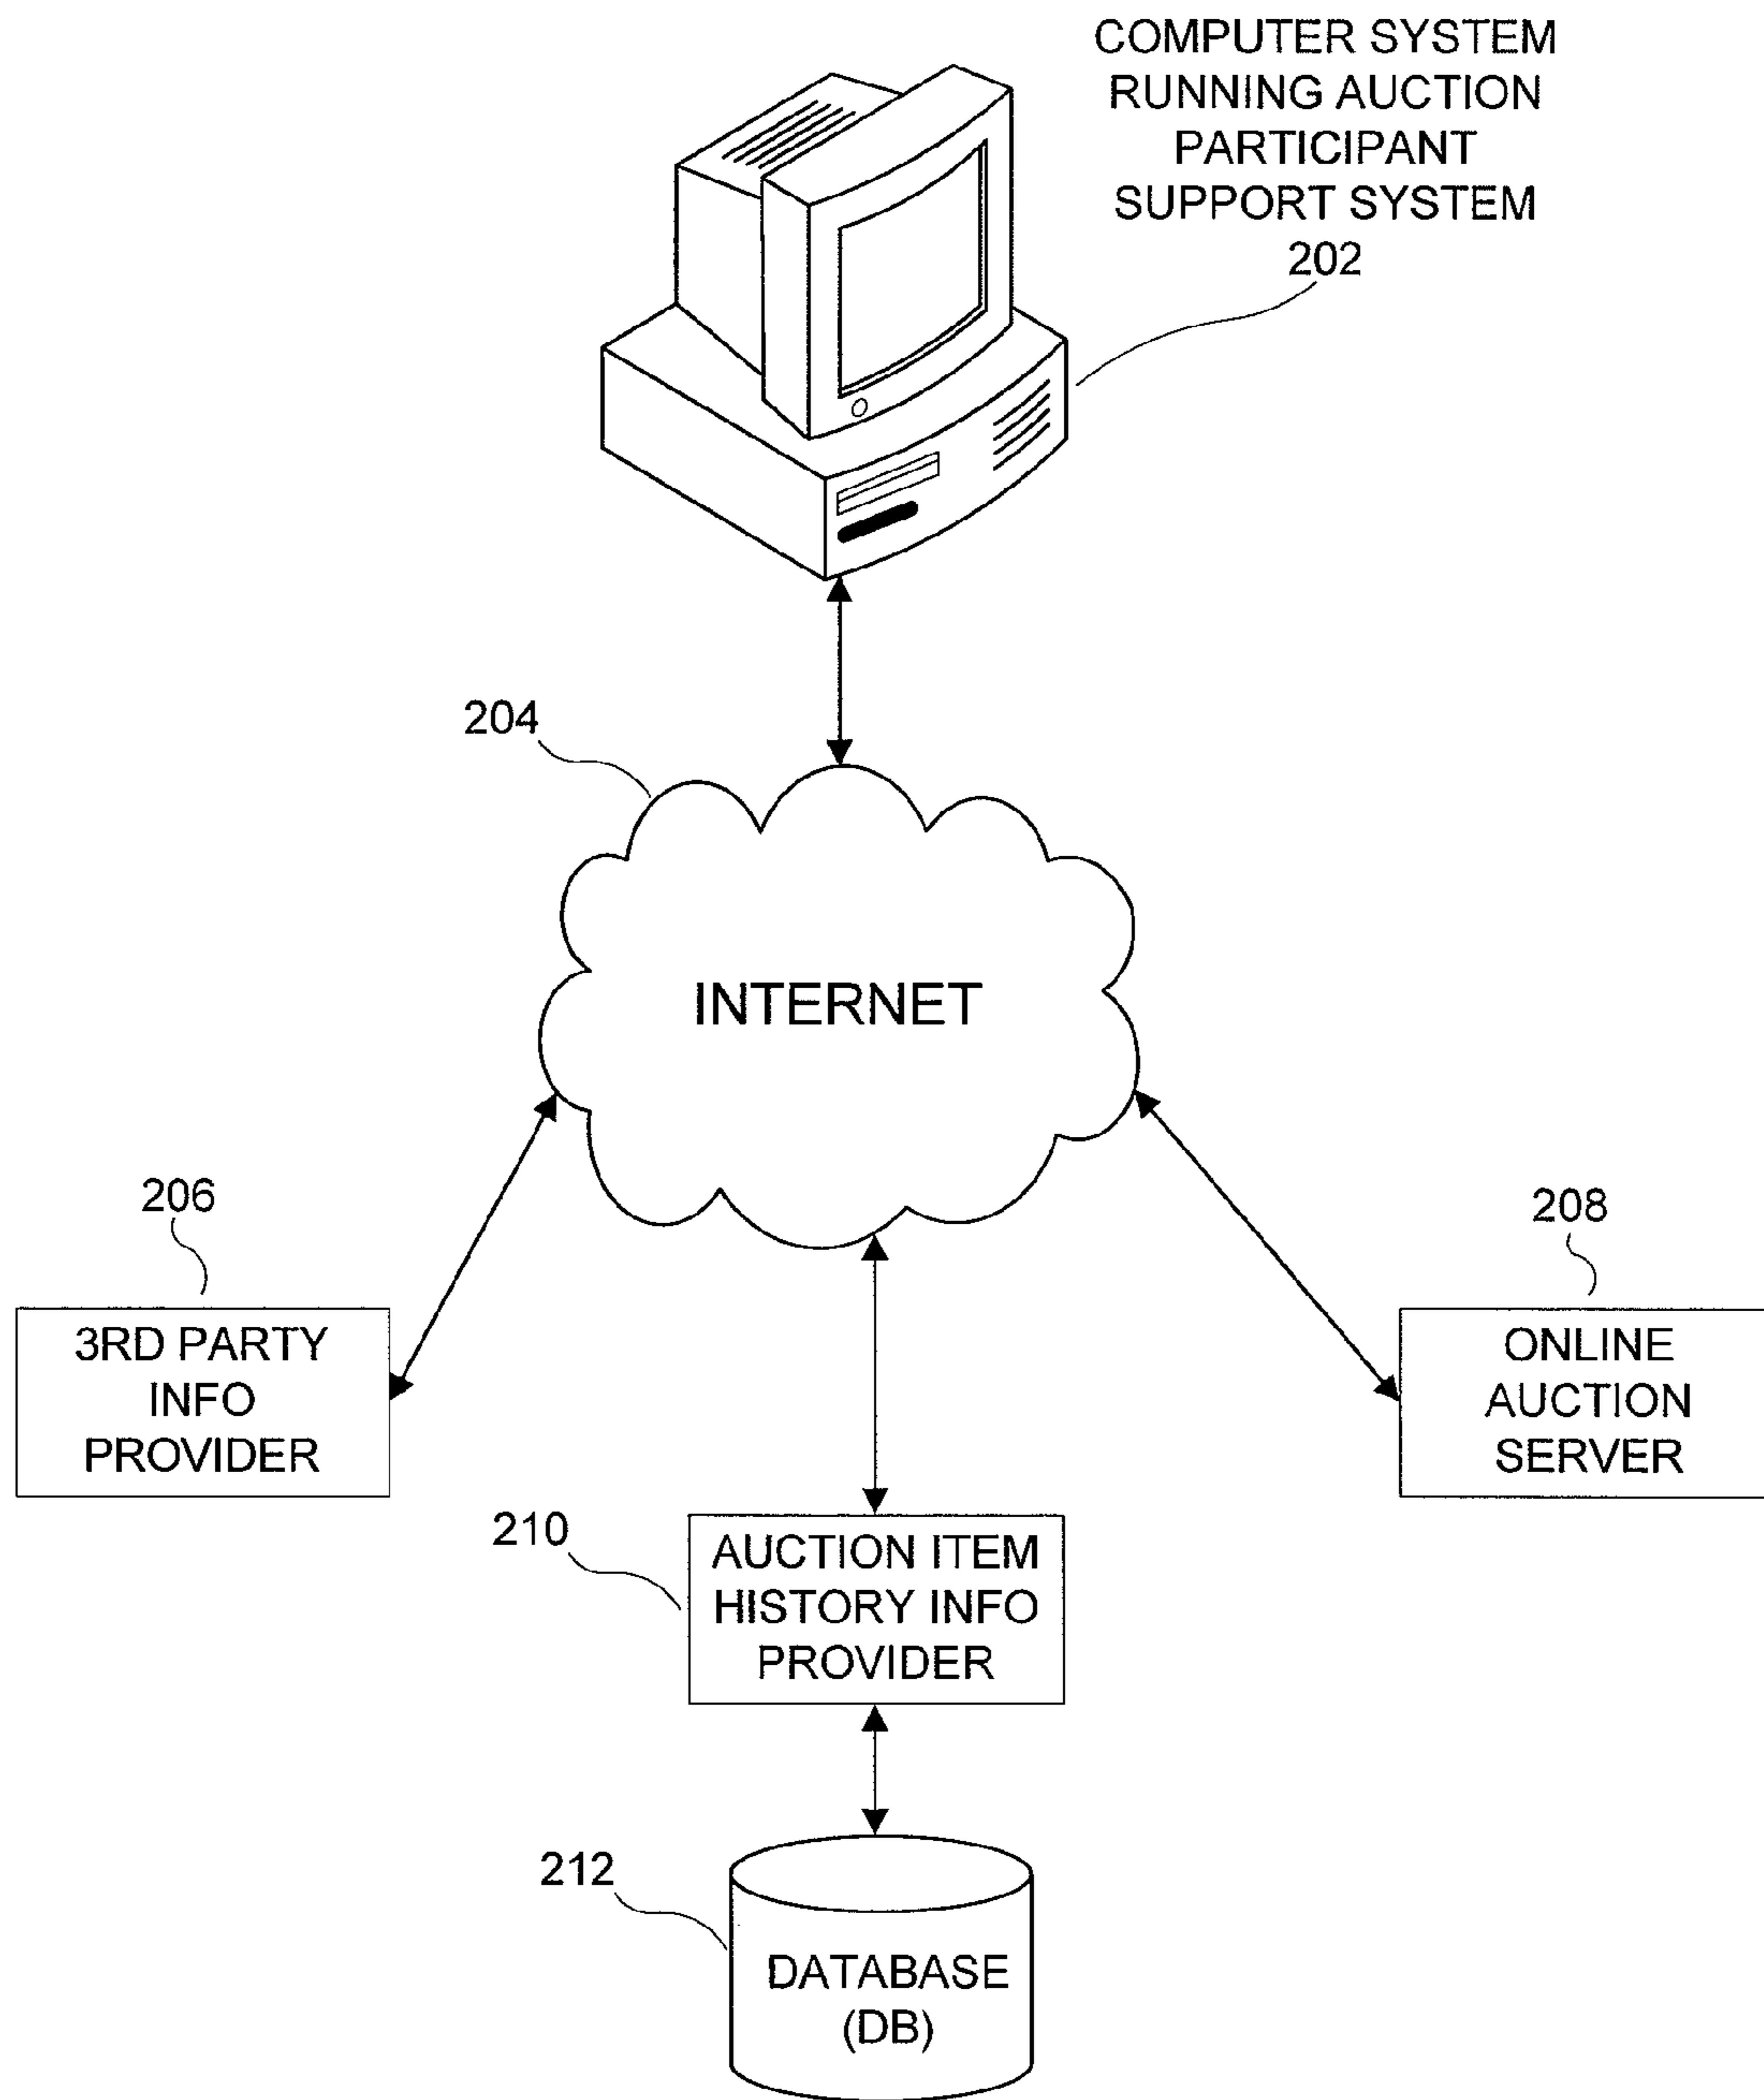 COMPUTER SYSTEM
RUNNING AUCTION
PARTICIPANT
SUPPORT SYSTEM
202
204
INTERNET
206
3RD PARTY
INFO
PROVIDER
208
ONLINE
AUCTION
SERVER
210
AUCTION ITEM
HISTORY INFO
PROVIDER
212
DATABASE
(DB)